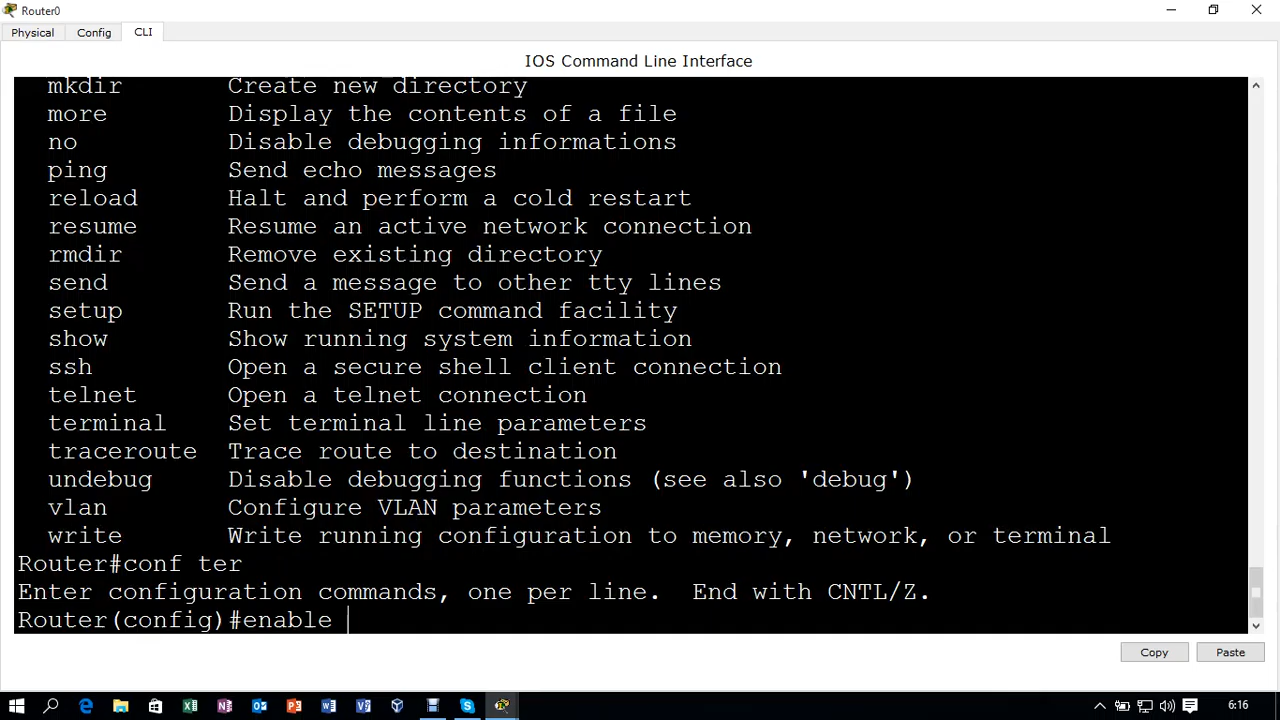 Router0
Physical Config CLI
IOS Command Line Interface
mkdir Create new directory
more Display the contents of a file
no Disable debugging informations
ping Send echo messages
reload Halt and perform a cold restart
resume Resume an active network connection
rmdir Remove existing directory
send Send a message to other tty lines
setup Run the SETUP command facility
show Show running system information
ssh Open a secure shell client connection
telnet Open a telnet connection
terminal Set terminal line parameters
traceroute Trace route to destination
undebug Disable debugging functions (see also 'debug')
vlan Configure VLAN parameters
write Write running configuration to memory, network, or terminal
Router#conf ter
Enter configuration commands, one per line. End with CNTL/Z.
Router(config)#enable
Copy Paste
6:16